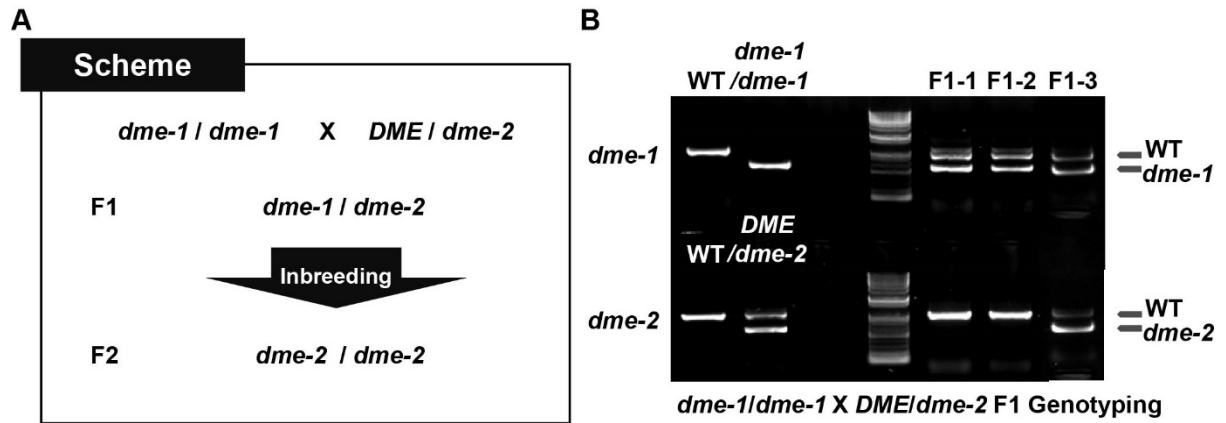 A
Scheme
dme-1 / dme-1 X DME / dme-2
F1 dme-1 / dme-2
Inbreeding
F2 dme-2 / dme-2
B
dme-1
WT /dme-1 F1-1 F1-2 F1-3
dme-1 WT
dme-1
DME
WT /dme-2
dme-2 WT
dme-2
dme-1/dme-1 X DME/dme-2 F1 Genotyping